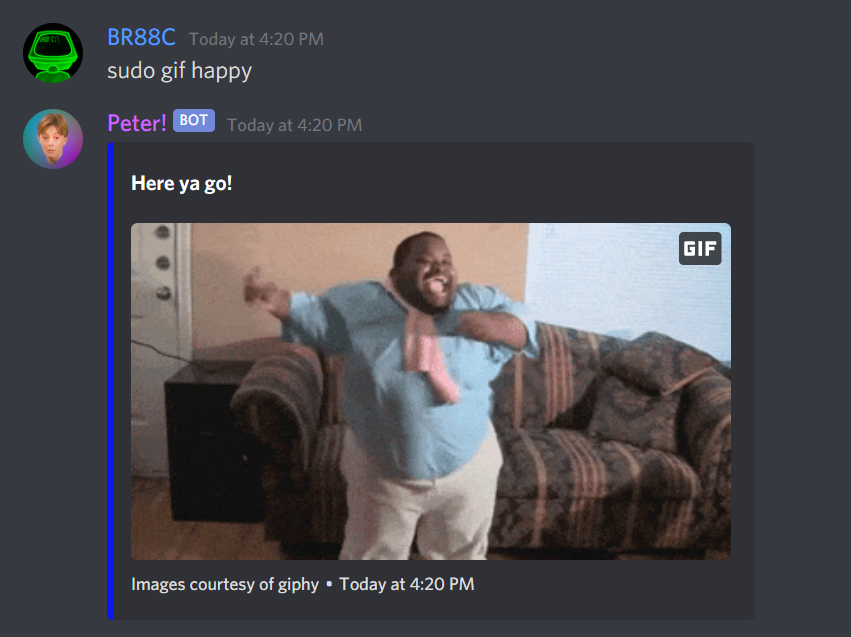 BR88C Today at 4:20 PM
sudo gif happy
Peter! BOT Today at 4:20 PM
Here ya go!
GIF
Images courtesy of giphy • Today at 4:20 PM